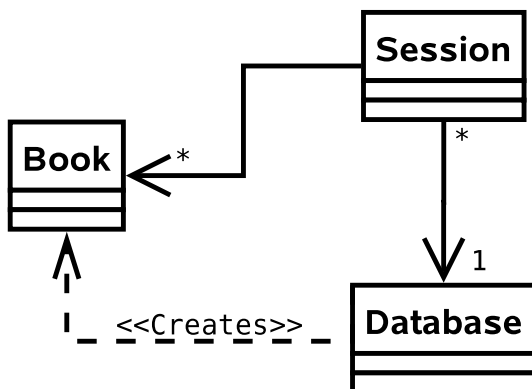 Session
*
Book
*
1
<<Creates>>
Database